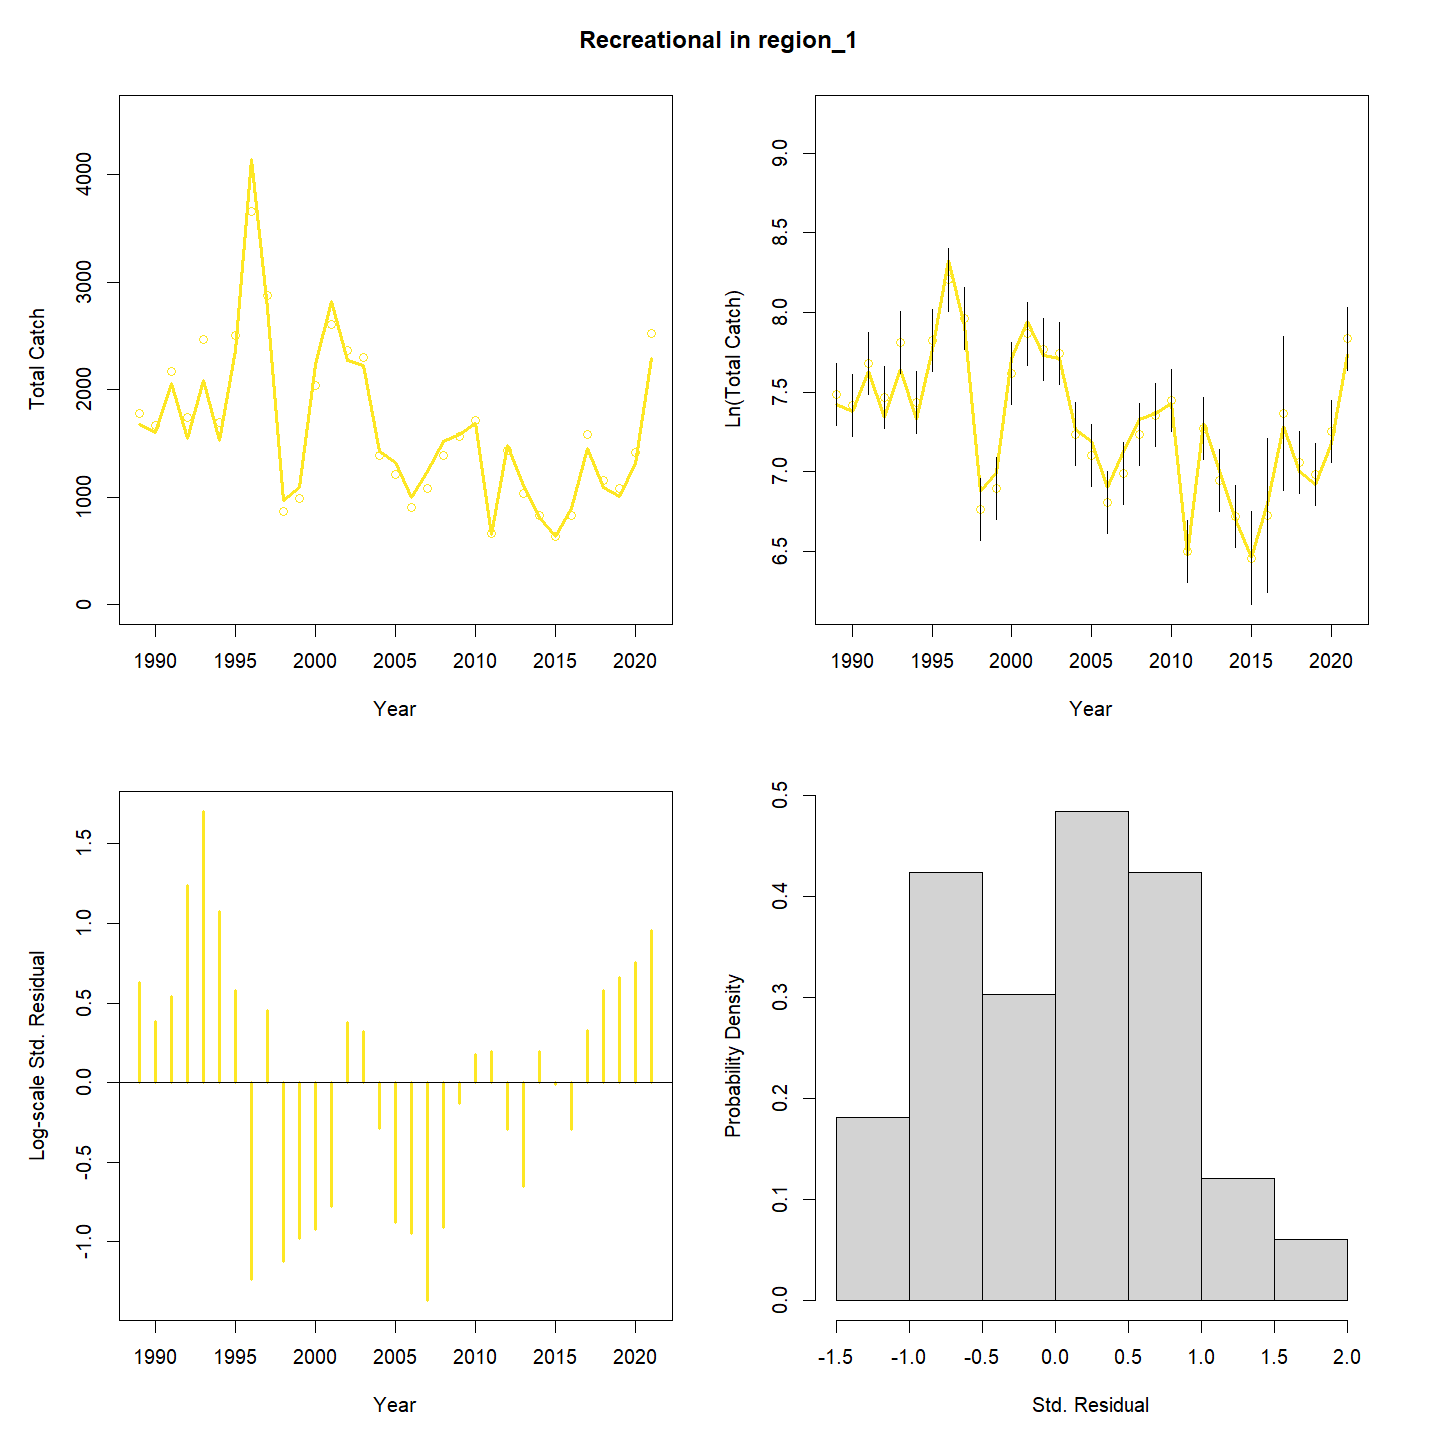 Recreational in region_1
Total Catch
4000
3000
2000
1000
0
1990 1995 2000 2005 2010 2015 2020
Year
Ln(Total Catch)
9.0
8.5
8.0
7.5
7.0
6.5
1990 1995 2000 2005 2010 2015 2020
Year
Log-scale Std. Residual
1.5
1.0
0.5
0.0
-0.5
-1.0
1990 1995 2000 2005 2010 2015 2020
Year
Probability Density
0.5
0.4
0.3
0.2
0.1
0.0
-1.5 -1.0 -0.5 0.0 0.5 1.0 1.5 2.0
Std. Residual